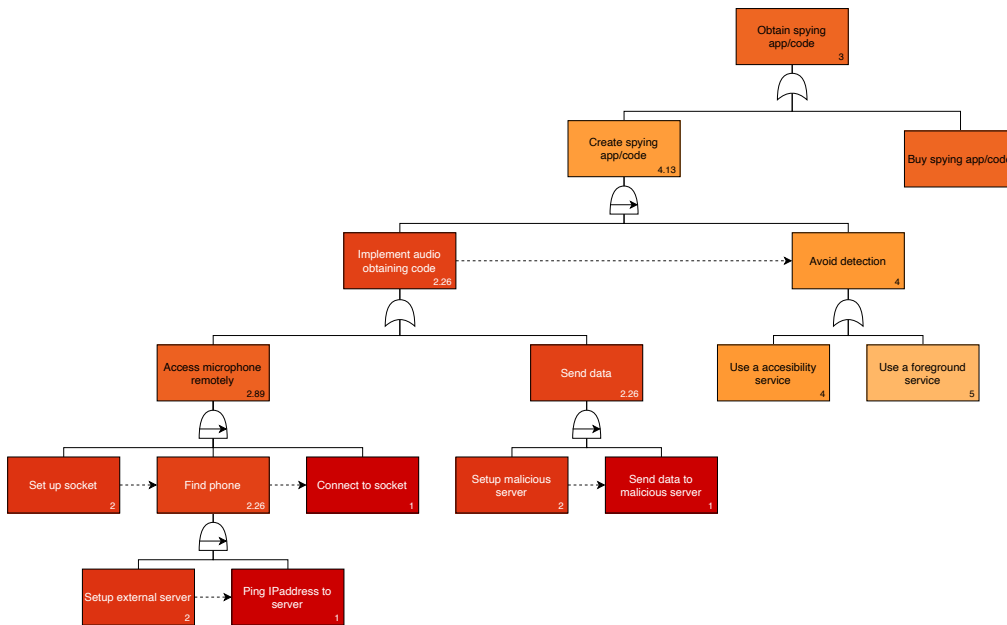 Obtain spying
app/code
3
Create spying
app/code
4.13
Buy spying app/code
Implement audio
obtaining code
2.26
Avoid detection
4
Access microphone
remotely
2.89
Send data
2.26
Use a accesibility
service
4
Use a foreground
service
5
Set up socket
2
Find phone
2.26
Connect to socket
1
Setup malicious
server
2
Send data to
malicious server
1
Setup external server
2
Ping IPaddress to
server
1